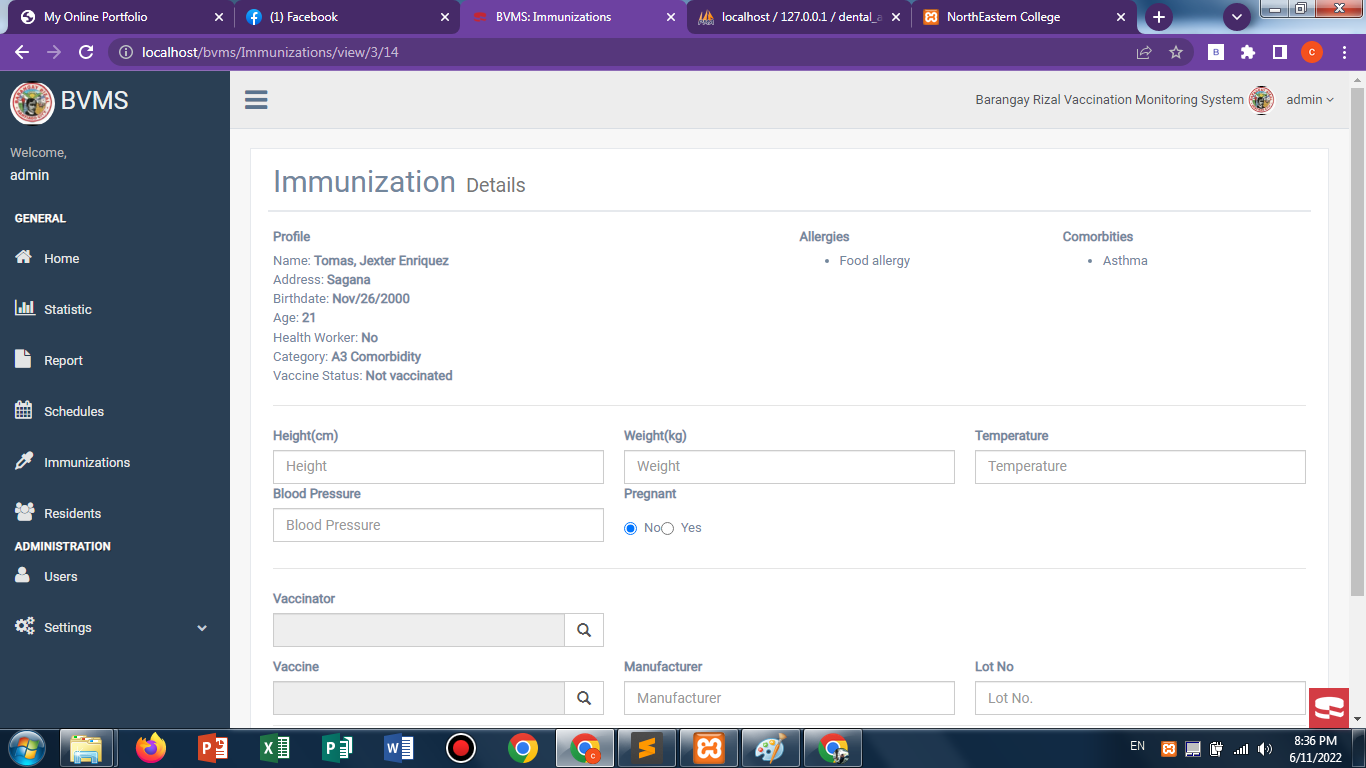 My Online Portfolio
(1) Facebook
BVMS: Immunizations
localhost / 127.0.0.1 / dental_a
NorthEastern College
localhost/bvms/Immunizations/view/3/14
BVMS
Barangay Rizal Vaccination Monitoring System
admin
Welcome,
admin
GENERAL
Home
Statistic
Report
Schedules
Immunizations
Residents
ADMINISTRATION
Users
Settings
Immunization Details
Profile
Name: Tomas, Jexter Enriquez
Address: Sagana
Birthdate: Nov/26/2000
Age: 21
Health Worker: No
Category: A3 Comorbidity
Vaccine Status: Not vaccinated
Allergies
• Food allergy
Comorbities
• Asthma
Height(cm)
Height
Weight(kg)
Weight
Temperature
Temperature
Blood Pressure
Blood Pressure
Pregnant
No Yes
Vaccinator
Vaccine
Manufacturer
Manufacturer
Lot No
Lot No.
EN
8:36 PM
6/11/2022